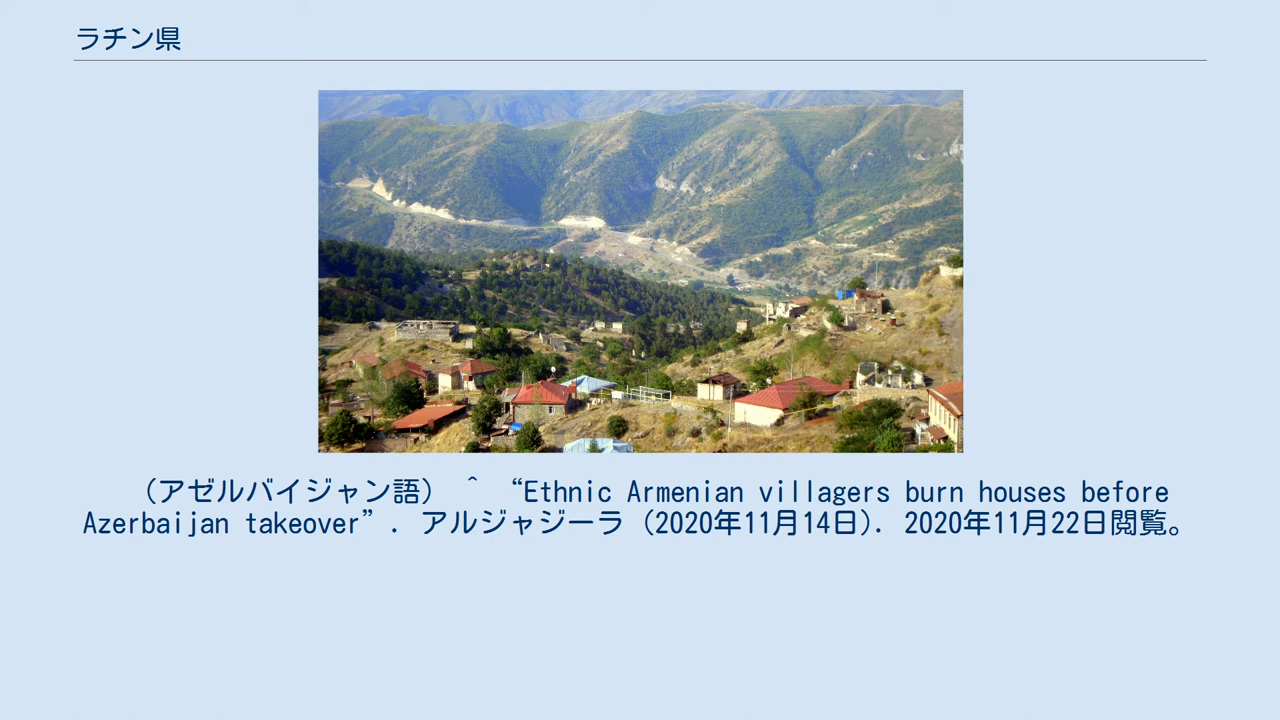 ラチン県
（アゼルバイジャン語） ^ “Ethnic Armenian villagers burn houses before
Azerbaijan takeover”. アルジャジーラ (2020年11月14日). 2020年11月22日閲覧。